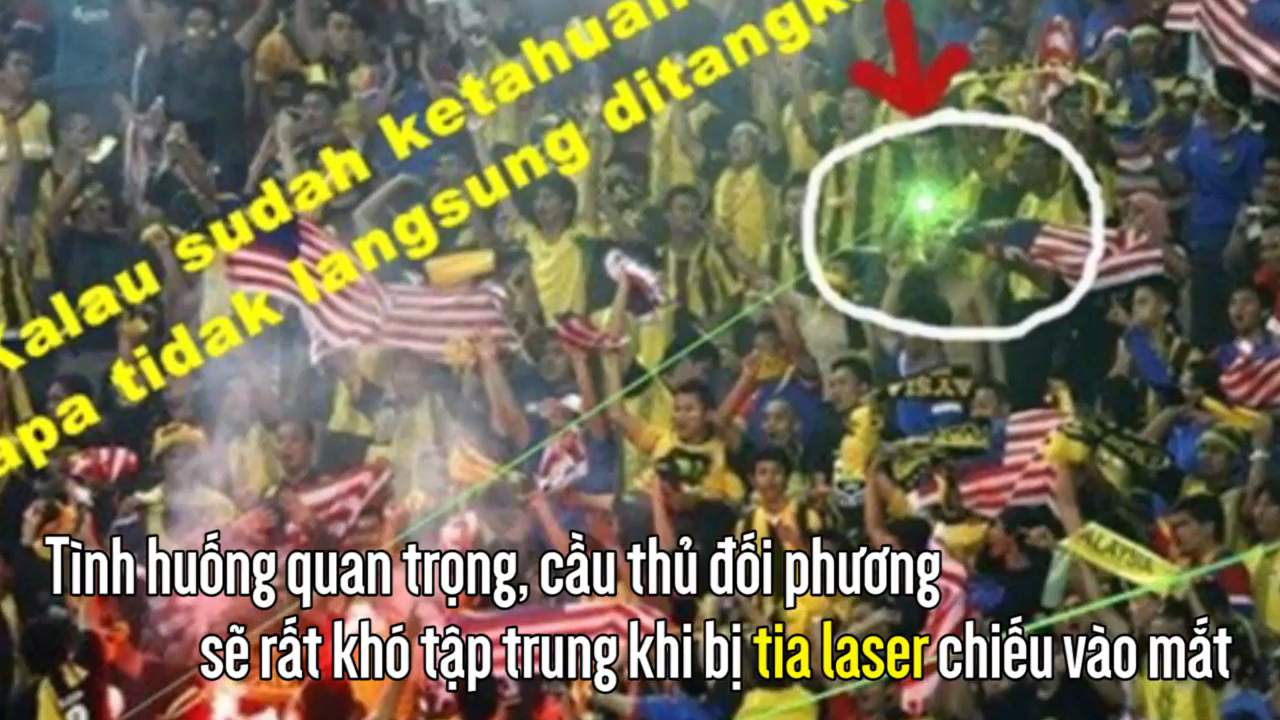 Kalau sudah ketahuan
apa tidak langsung ditangk
ALAYSIA
Tình huống quan trọng, cầu thủ đối phương
sẽ rất khó tập trung khi bị tia laser chiếu vào mắt